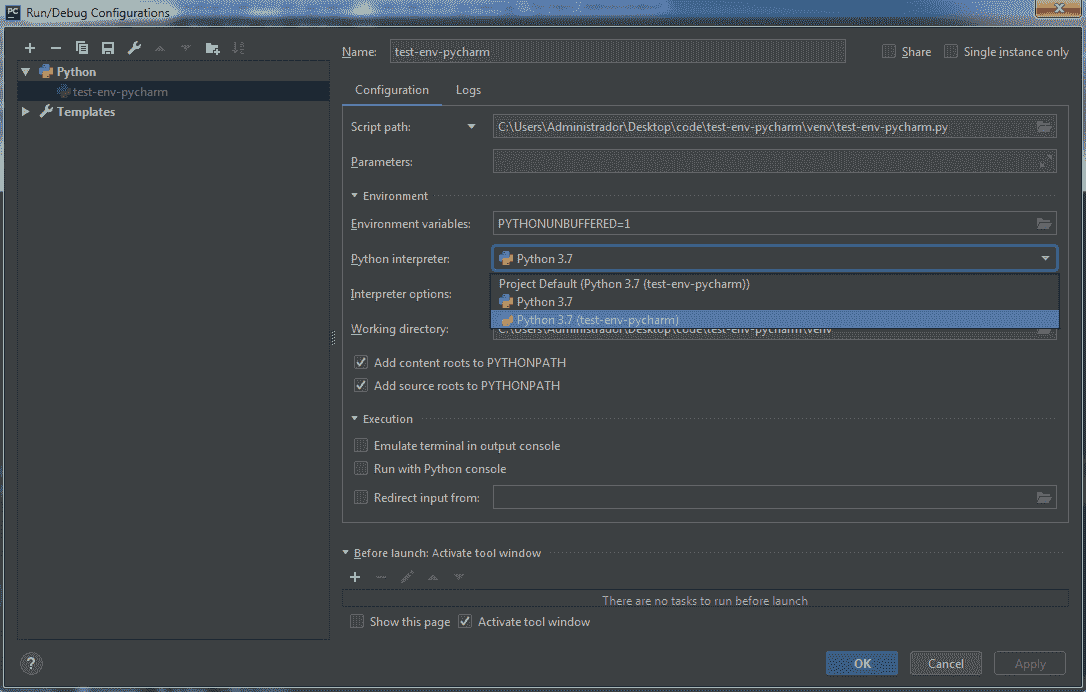 PC Run/Debug Configurations
Name: test-env-pycharm Share Single instance only
Python
test-env-pycharm
Templates
Configuration Logs
Script path: C:\Users\Administrador\Desktop\code\test-env-pycharm\venv\test-env-pycharm.py
Parameters:
Environment
Environment variables: PYTHONUNBUFFERED=1
Python interpreter: Python 3.7
Project Default (Python 3.7 (test-env-pycharm))
Interpreter options: Python 3.7
Python 3.7 (test-env-pycharm)
Working directory: C:\Users\Administrador\Desktop\code\test-env-pycharm\venv
Add content roots to PYTHONPATH
Add source roots to PYTHONPATH
Execution
Emulate terminal in output console
Run with Python console
Redirect input from:
Before launch: Activate tool window
There are no tasks to run before launch
Show this page Activate tool window
? OK Cancel Apply